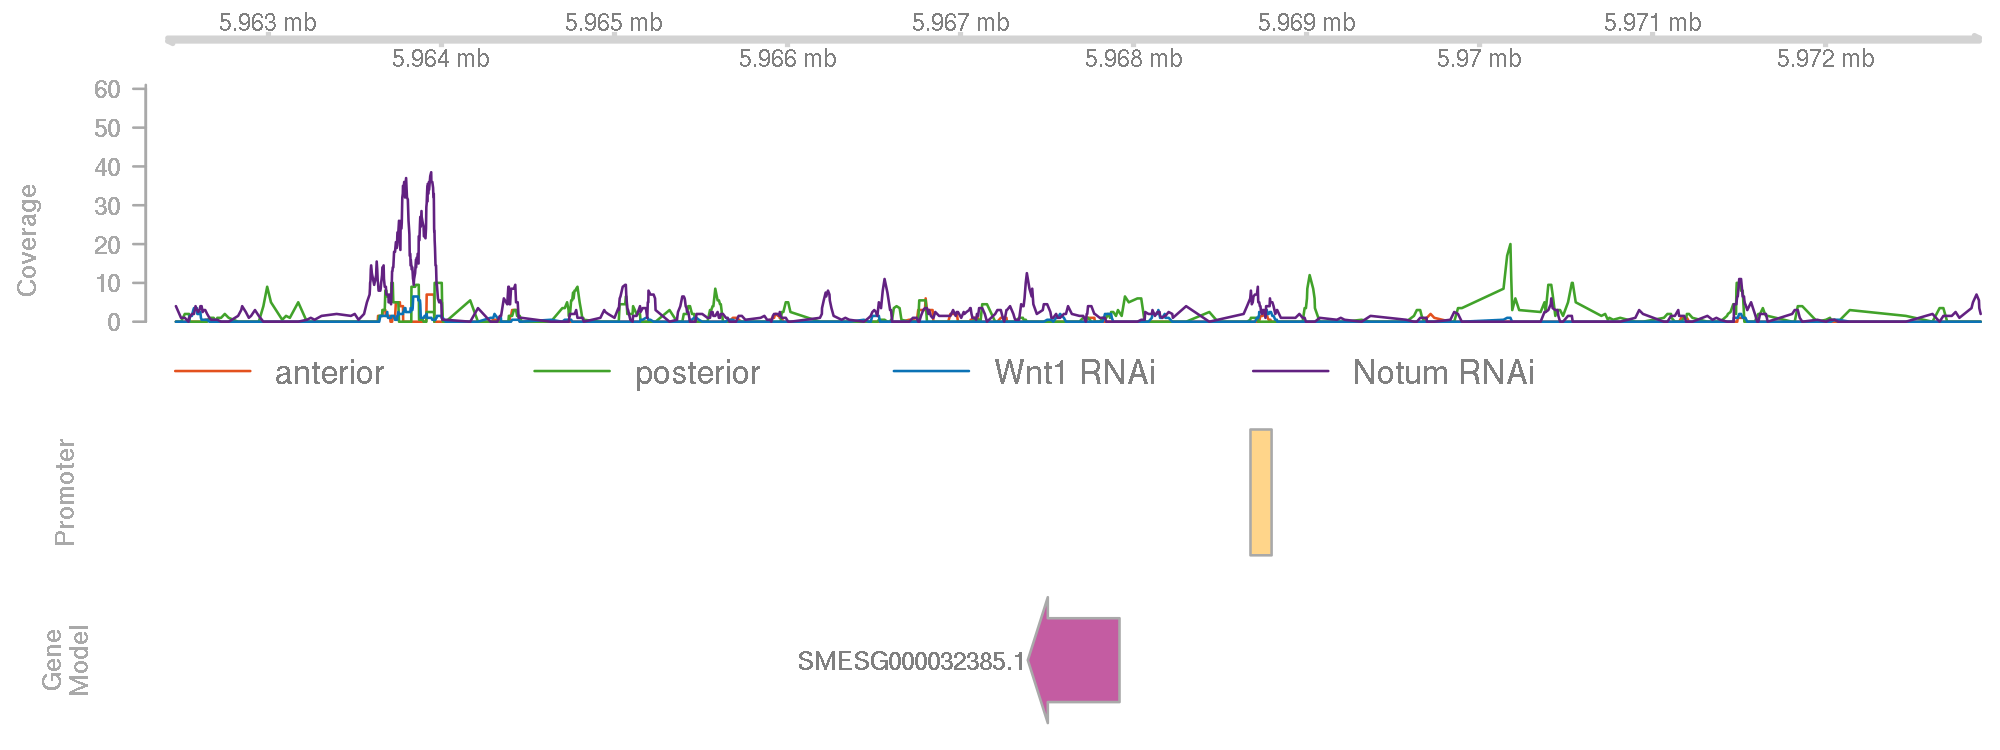 5.963 mb 5.965 mb 5.967 mb 5.969 mb 5.971 mb
5.964 mb 5.966 mb 5.968 mb 5.97 mb 5.972 mb
Coverage
60
50
40
30
20
10
0
anterior posterior Wnt1 RNAi Notum RNAi
Promoter
Gene
Model
SMESG000032385.1